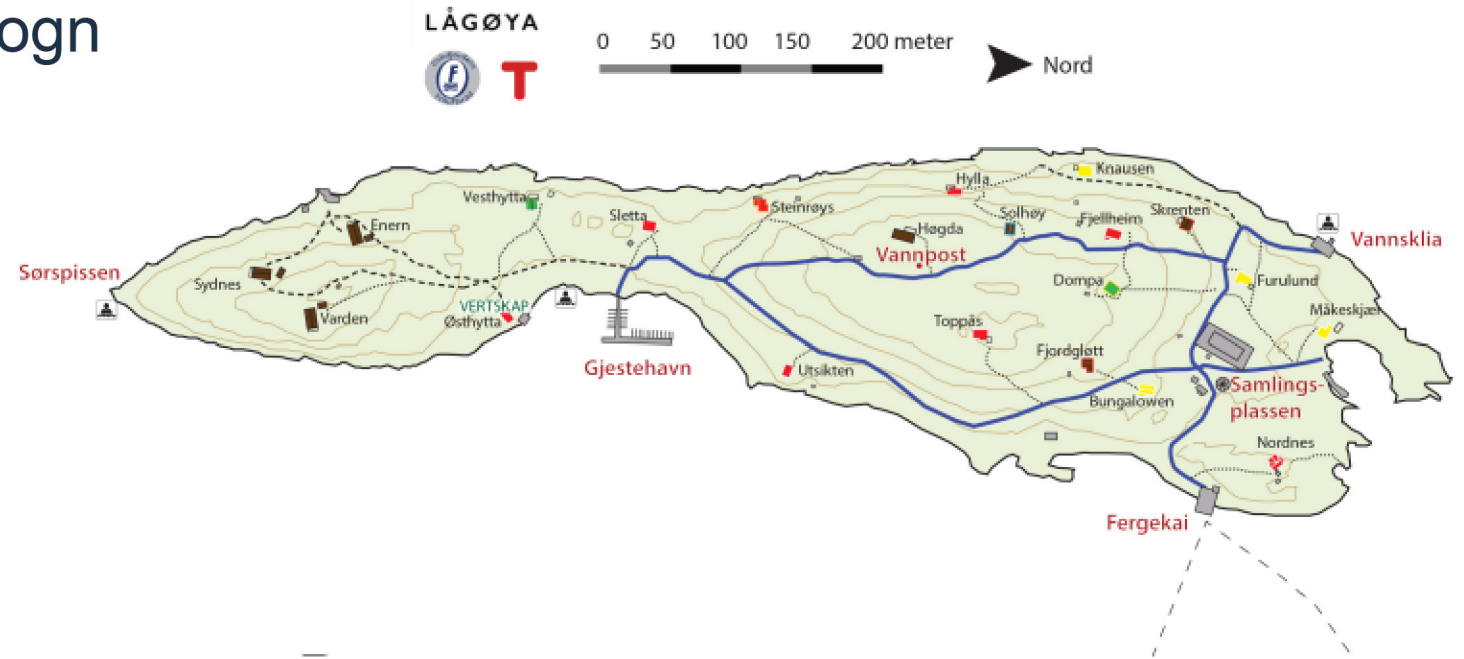 ogn
LÅGØYA
0 50 100 150 200 meter
Nord
T
F
Knausen
Hylla
Vesthytta
Steinrøys
Sletta
Solhøy
Fjellheim
Skrenten
Enern
Høgda
Vannsklia
Vannpost
Sørspissen
Sydnes
Dompa
Furulund
VERTSKAP
Østhytta
Varden
Måkeskjær
Toppås
Fjordgløtt
Gjestehavn
Utsikten
Samlings-
plassen
Bungalowen
Nordnes
Fergekai